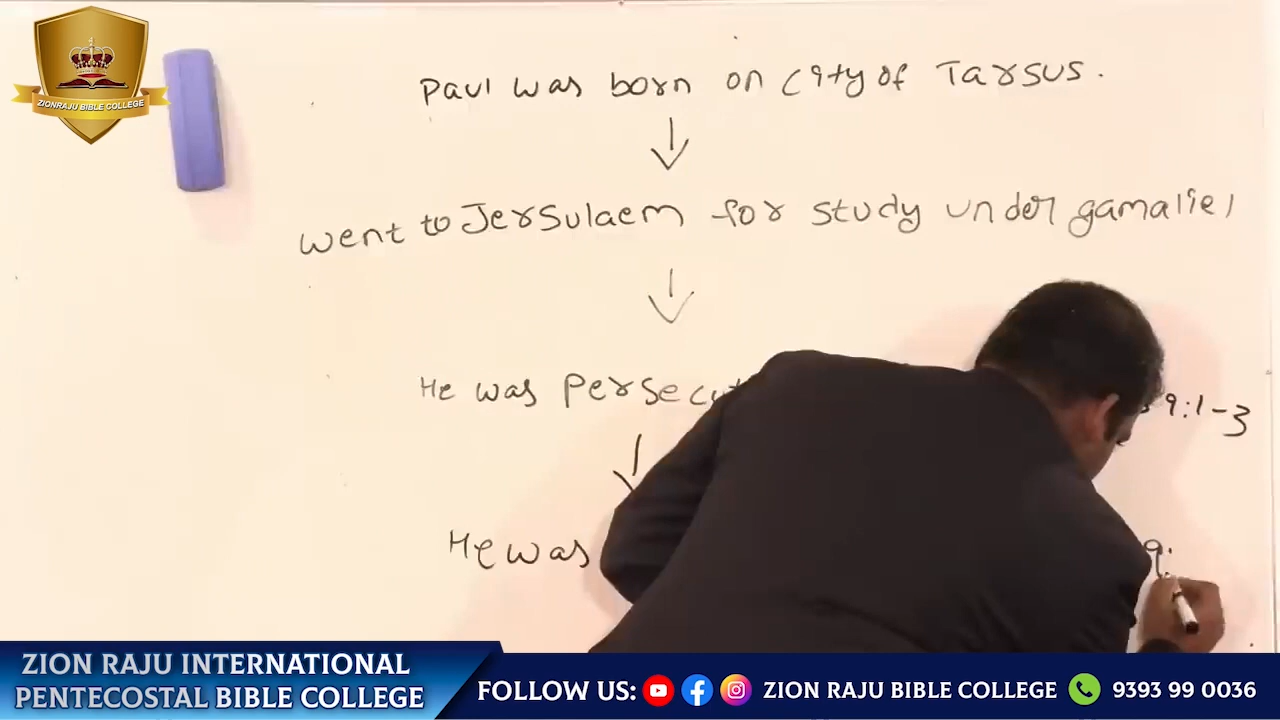 ZIONRAJU BIBLE COLLEGE
Paul was born on city of Tarsus.
went to Jersulaem for study under gamaliel
He was 9:1-3
He was 9:
ZION RAJU INTERNATIONAL
PENTECOSTAL BIBLE COLLEGE
FOLLOW US: ZION RAJU BIBLE COLLEGE 9393 99 0036